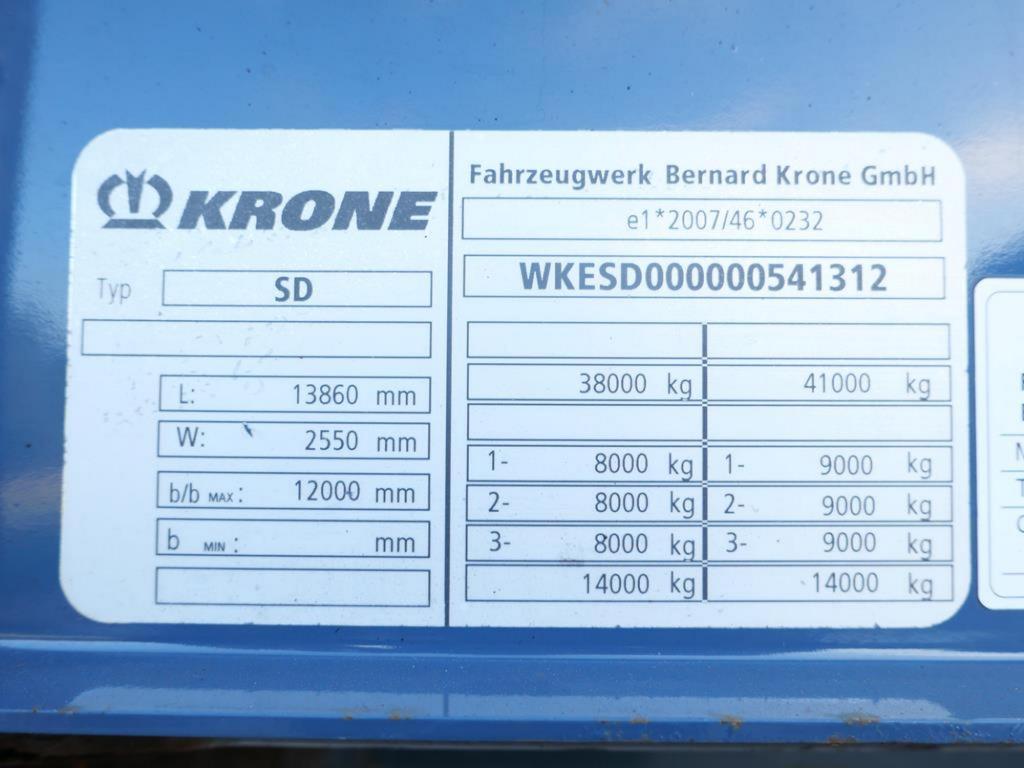 KRONE
Typ SD
L: 13860 mm
W: 2550 mm
b/b MAX: 12000 mm
b MIN: mm
Fahrzeugwerk Bernard Krone GmbH
e1*2007/46*0232
WKESD000000541312
38000 kg 41000 kg
1- 8000 kg 1- 9000 kg
2- 8000 kg 2- 9000 kg
3- 8000 kg 3- 9000 kg
14000 kg 14000 kg